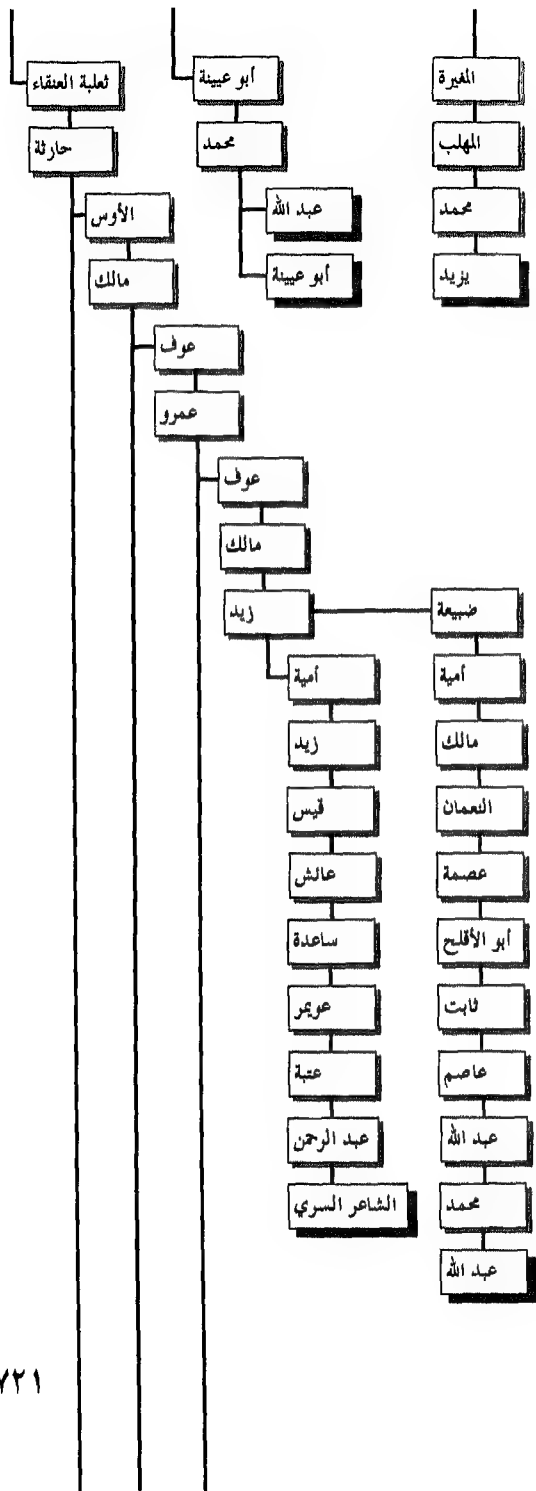 المغيرة
المهلب
محمد
يزيد
أبو عيينة
محمد
عبد الله
أبو عيينة
ثعلبة العنقاء
حارثة
الأوس
مالك
عوف
عمرو
عوف
مالك
زيد
ضبيعة
أمية
مالك
النعمان
عصمة
أبو الأقلح
ثابت
عاصم
عبد الله
محمد
عبد الله
أمية
زيد
قيس
عائش
ساعدة
عويمر
عتبة
عبد الرحمن
الشاعر السري
٧٢١